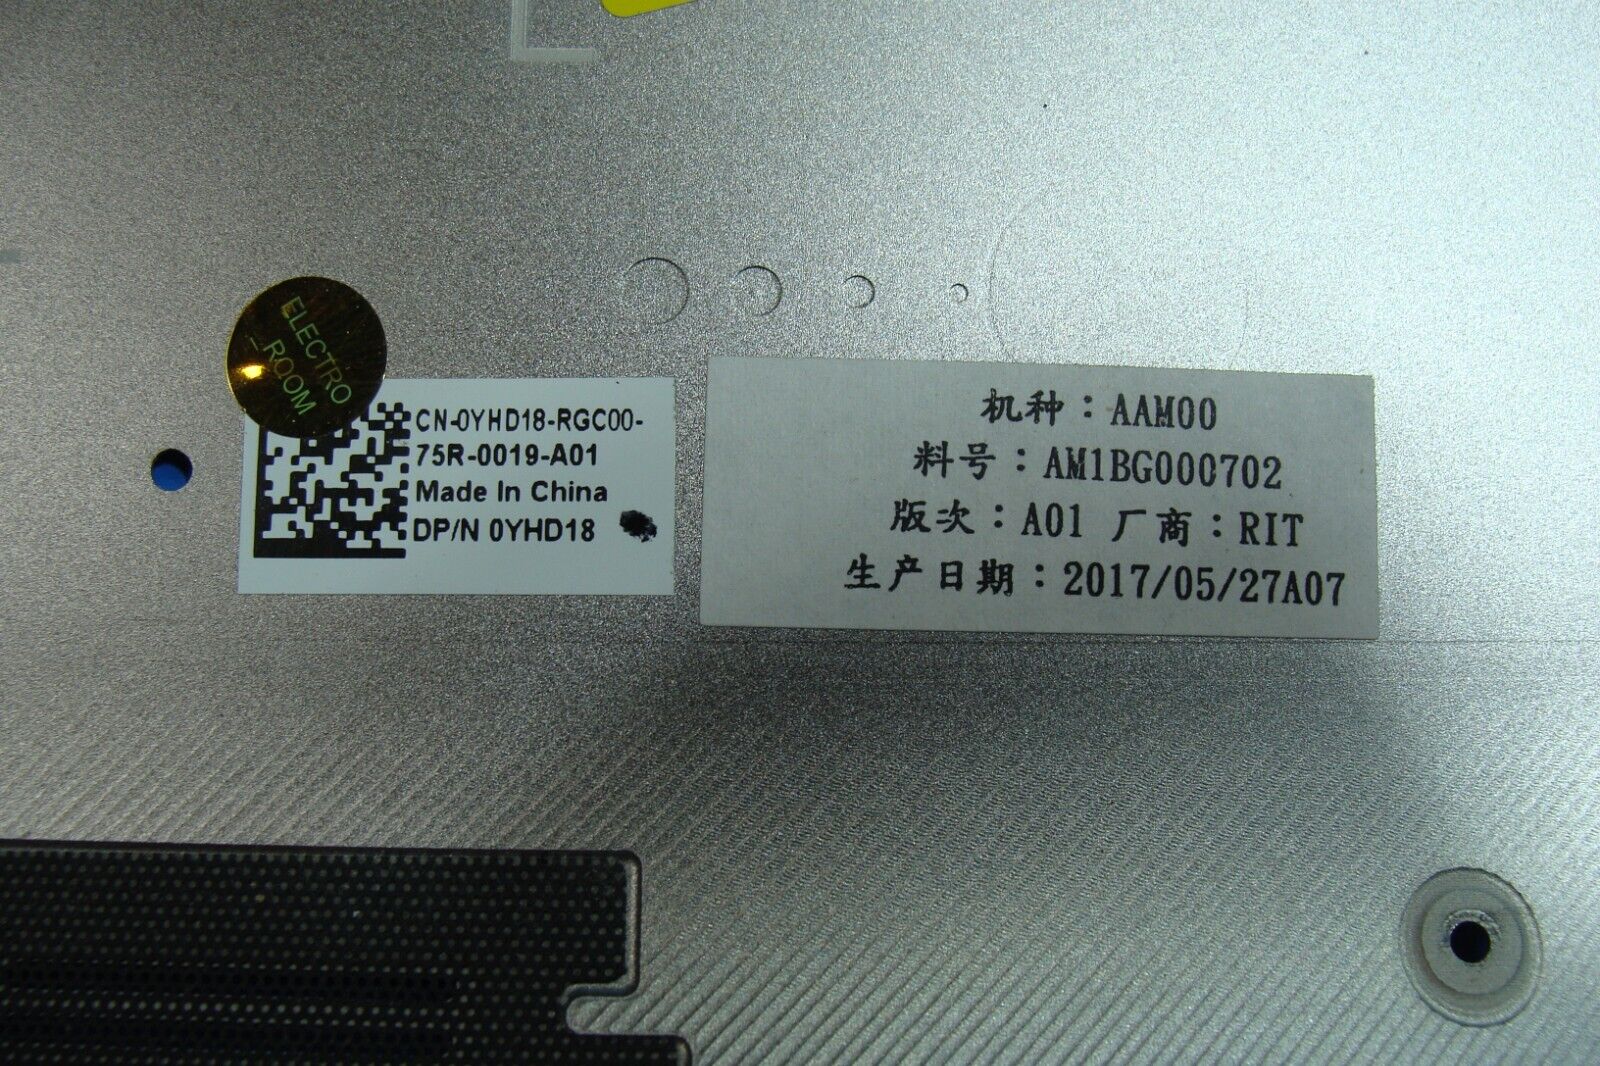 ELECTRO
_ROOM
CN-0YHD18-RGC00-
75R-0019-A01
Made In China
DP/N 0YHD18
机种：AAM00
料号：AM1BG000702
版次：A01 厂商：RIT
生产日期：2017/05/27A07